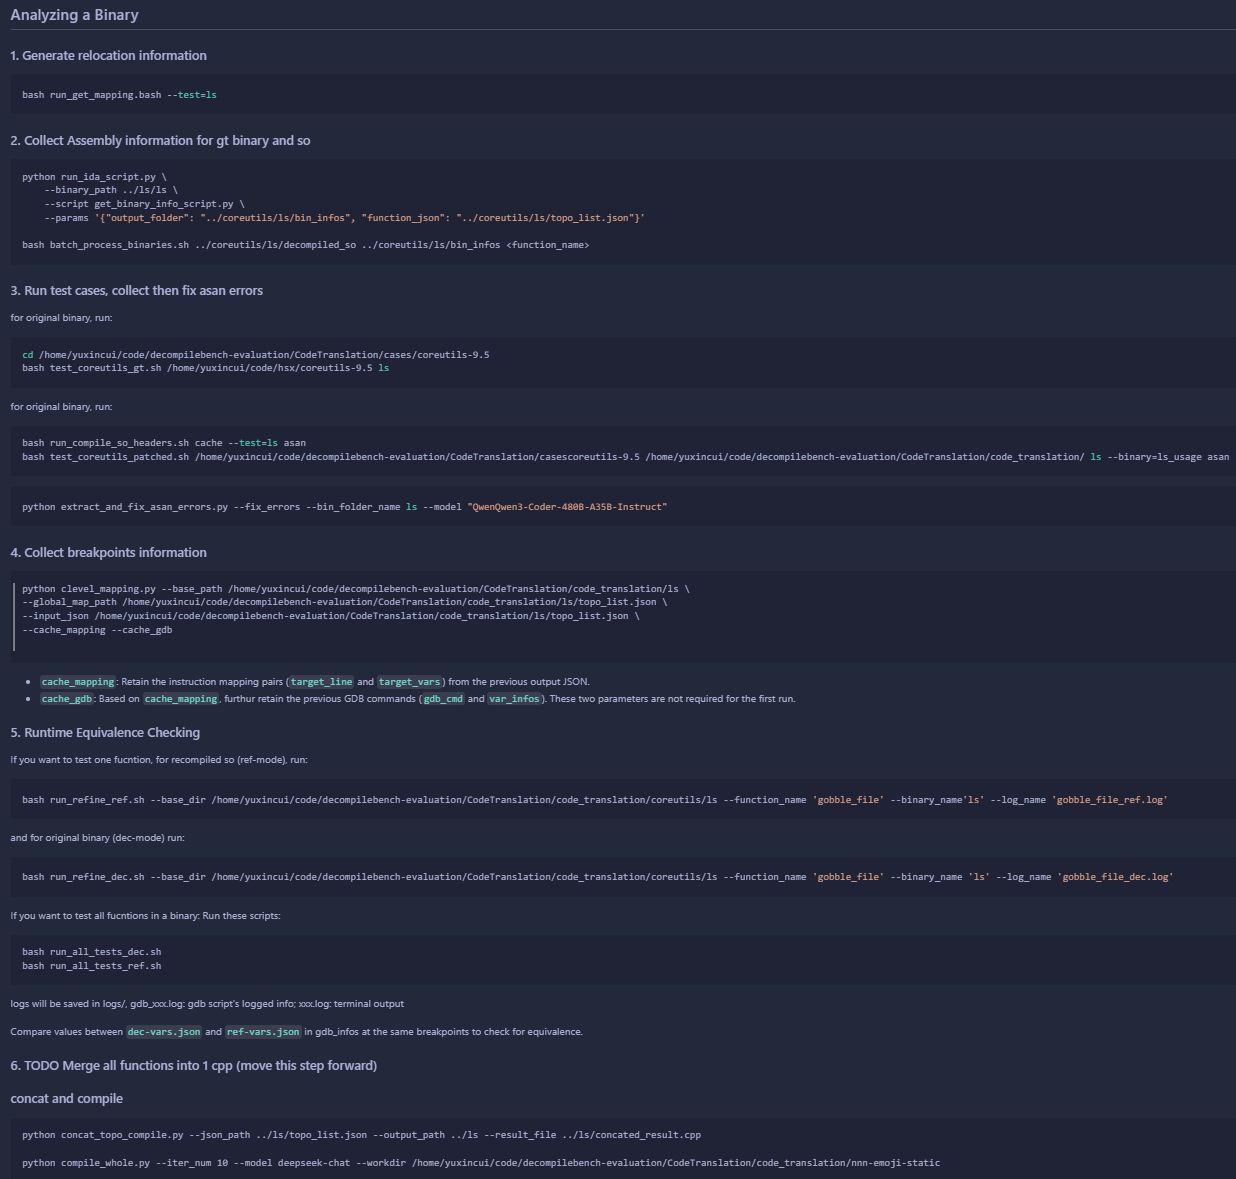 Analyzing a Binary
1. Generate relocation information
bash run_get_mapping.bash --test=ls
2. Collect Assembly information for gt binary and so
python run_ida_script.py \
--binary_path ../ls/ls \
--script get_binary_info_script.py \
--params '{"output_folder": "../coreutils/ls/bin_infos", "function_json": "../coreutils/ls/topo_list.json"}'
bash batch_process_binaries.sh ../coreutils/ls/decompiled_so ../coreutils/ls/bin_infos <function_name>
3. Run test cases, collect then fix asan errors
for original binary, run:
cd /home/yuxincui/code/decompilebench-evaluation/CodeTranslation/cases/coreutils-9.5
bash test_coreutils_gt.sh /home/yuxincui/code/hsx/coreutils-9.5 ls
for original binary, run:
bash run_compile_so_headers.sh cache --test=ls asan
bash test_coreutils_patched.sh /home/yuxincui/code/decompilebench-evaluation/CodeTranslation/casescoreutils-9.5 /home/yuxincui/code/decompilebench-evaluation/CodeTranslation/code_translation/ ls --binary=ls_usage asan
python extract_and_fix_asan_errors.py --fix_errors --bin_folder_name ls --model "QwenQwen3-Coder-480B-A35B-Instruct"
4. Collect breakpoints information
python clevel_mapping.py --base_path /home/yuxincui/code/decompilebench-evaluation/CodeTranslation/code_translation/ls \
--global_map_path /home/yuxincui/code/decompilebench-evaluation/CodeTranslation/code_translation/ls/topo_list.json \
--input_json /home/yuxincui/code/decompilebench-evaluation/CodeTranslation/code_translation/ls/topo_list.json \
--cache_mapping --cache_gdb
• cache_mapping: Retain the instruction mapping pairs (target_line and target_vars) from the previous output JSON.
• cache_gdb: Based on cache_mapping, furthur retain the previous GDB commands (gdb_cmd and var_infos). These two parameters are not required for the first run.
5. Runtime Equivalence Checking
If you want to test one fucntion, for recompiled so (ref-mode), run:
bash run_refine_ref.sh --base_dir /home/yuxincui/code/decompilebench-evaluation/CodeTranslation/code_translation/coreutils/ls --function_name 'gobble_file' --binary_name'ls' --log_name 'gobble_file_ref.log'
and for original binary (dec-mode) run:
bash run_refine_dec.sh --base_dir /home/yuxincui/code/decompilebench-evaluation/CodeTranslation/code_translation/coreutils/ls --function_name 'gobble_file' --binary_name 'ls' --log_name 'gobble_file_dec.log'
If you want to test all fucntions in a binary: Run these scripts:
bash run_all_tests_dec.sh
bash run_all_tests_ref.sh
logs will be saved in logs/, gdb_xxx.log: gdb script's logged info; xxx.log: terminal output
Compare values between dec-vars.json and ref-vars.json in gdb_infos at the same breakpoints to check for equivalence.
6. TODO Merge all functions into 1 cpp (move this step forward)
concat and compile
python concat_topo_compile.py --json_path ../ls/topo_list.json --output_path ../ls --result_file ../ls/concated_result.cpp
python compile_whole.py --iter_num 10 --model deepseek-chat --workdir /home/yuxincui/code/decompilebench-evaluation/CodeTranslation/code_translation/nnn-emoji-static